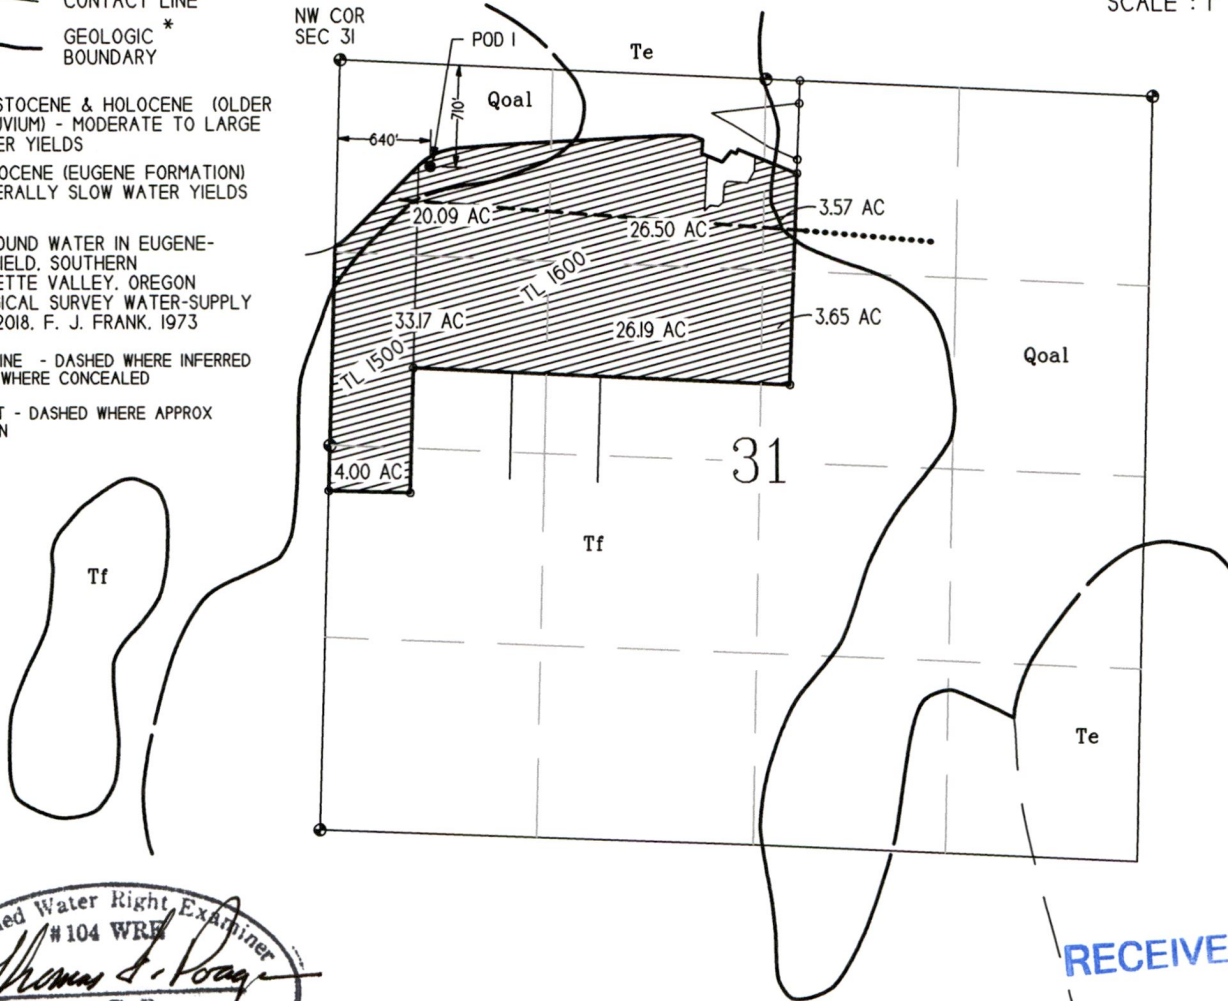 CONTACT LINE
GEOLOGIC *
BOUNDARY
STOCENE & HOLOCENE (OLDER
UVIUM) - MODERATE TO LARGE
ER YIELDS
OCENE (EUGENE FORMATION)
ERALLY SLOW WATER YIELDS
OUND WATER IN EUGENE-
IELD, SOUTHERN
ETTE VALLEY, OREGON
ICAL SURVEY WATER-SUPPLY
2018, F. J. FRANK, 1973
INE - DASHED WHERE INFERRED
WHERE CONCEALED
T - DASHED WHERE APPROX
N
NW COR
SEC 31
POD 1
Te
SCALE : 1
Qoal
710'
640'
20.09 AC
26.50 AC
3.57 AC
TL 1600
33.17 AC
26.19 AC
3.65 AC
TL 1500
Qoal
4.00 AC
31
Tf
Tf
Te
ed Water Right Examiner
#104 WRE
RECEIVE